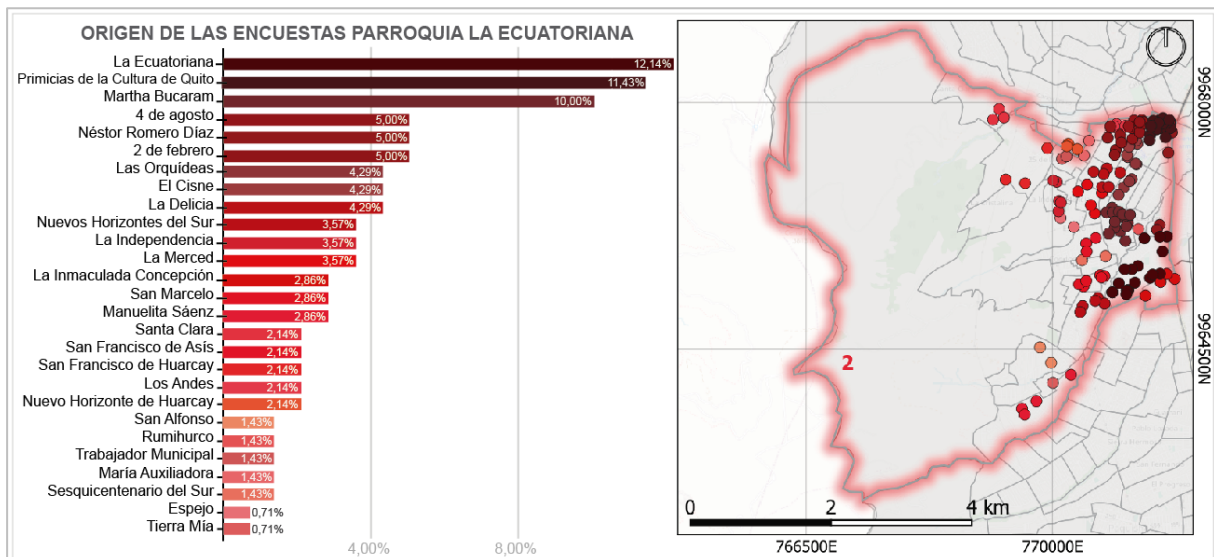 ORIGEN DE LAS ENCUESTAS PARROQUIA LA ECUATORIANA
La Ecuatoriana 12,14%
Primicias de la Cultura de Quito 11,43%
Martha Bucaram 10,00%
4 de agosto 5,00%
Néstor Romero Díaz 5,00%
2 de febrero 5,00%
Las Orquídeas 4,29%
El Cisne 4,29%
La Delicia 4,29%
Nuevos Horizontes del Sur 3,57%
La Independencia 3,57%
La Merced 3,57%
La Inmaculada Concepción 2,86%
San Marcelo 2,86%
Manuelita Sáenz 2,86%
Santa Clara 2,14%
San Francisco de Asís 2,14%
San Francisco de Huarcay 2,14%
Los Andes 2,14%
Nuevo Horizonte de Huarcay 2,14%
San Alfonso 1,43%
Rumihurco 1,43%
Trabajador Municipal 1,43%
María Auxiliadora 1,43%
Sesquicentenario del Sur 1,43%
Espejo 0,71%
Tierra Mía 0,71%
4,00% 8,00%
9968000N
9964500N
2
0 2 4 km
766500E 770000E